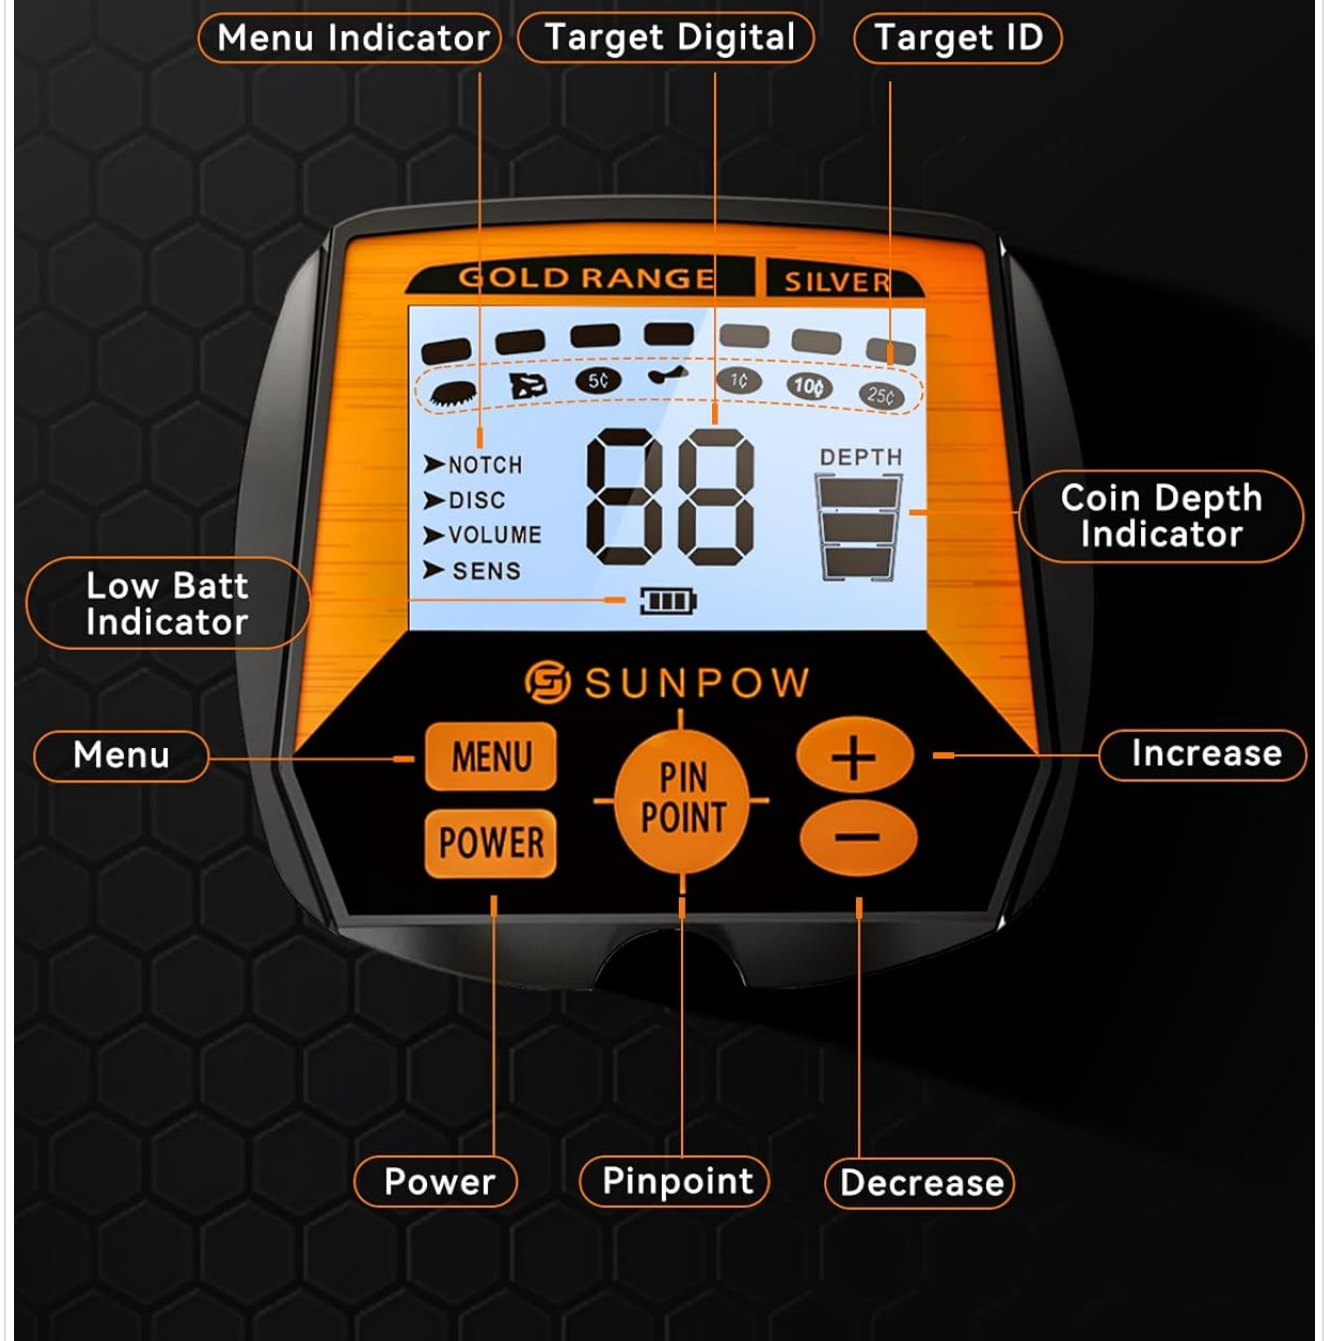 Menu Indicator
Target Digital
Target ID
GOLD RANGE
SILVER
5¢
1¢
10¢
25¢
NOTCH
DISC
VOLUME
SENS
88
DEPTH
Coin Depth
Indicator
Low Batt
Indicator
SUNPOW
Menu
MENU
PIN
POINT
+
Increase
POWER
−
Power
Pinpoint
Decrease